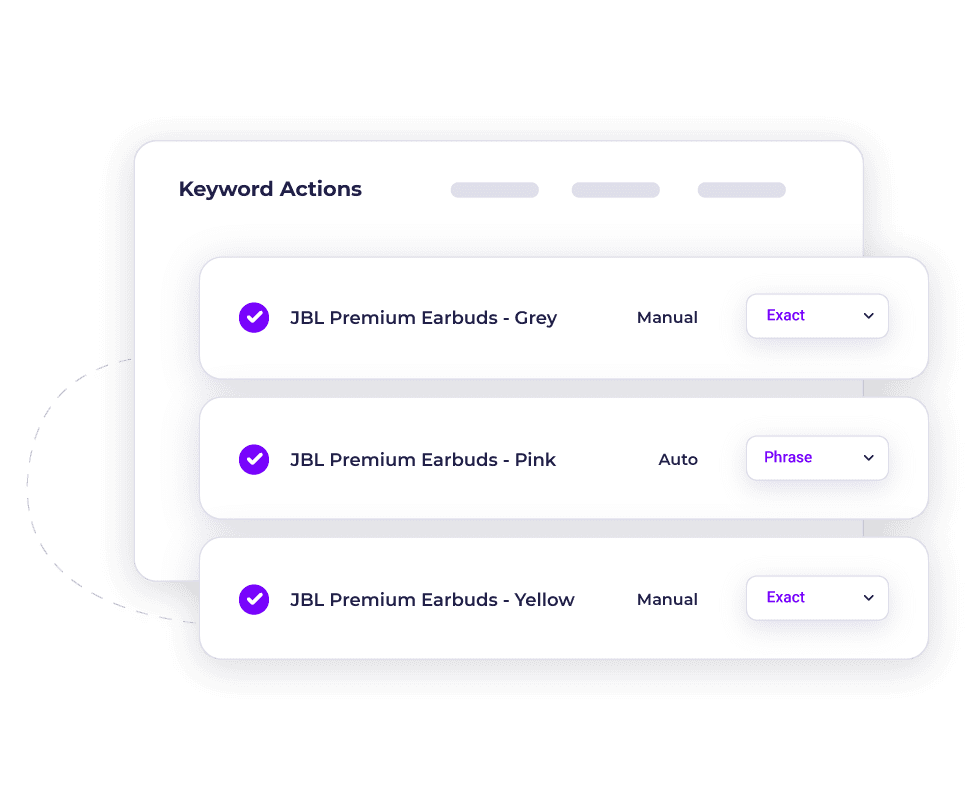 Keyword Actions
JBL Premium Earbuds - Grey Manual Exact
JBL Premium Earbuds - Pink Auto Phrase
JBL Premium Earbuds - Yellow Manual Exact